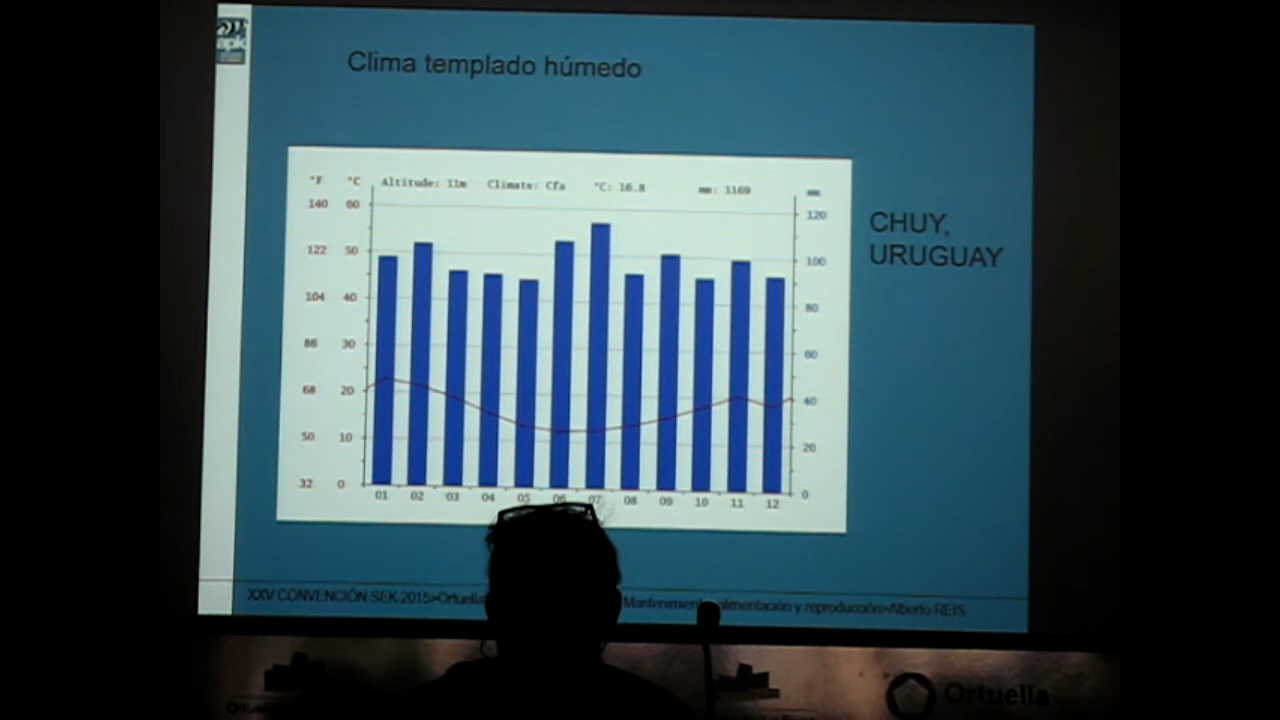 apk
Clima templado húmedo
°F °C Altitude: 11m Climate: Cfa °C: 16.8 mm: 1169 mm
140 60 120
122 50 100
104 40 80
86 30 60
68 20 40
50 10 20
32 0 0
01 02 03 04 05 06 07 08 09 10 11 12
CHUY,
URUGUAY
XXV CONVENCIÓN SEK 2015>Ortuella Mantenimiento alimentación y reproducción>Alberto REIS
Ortuella